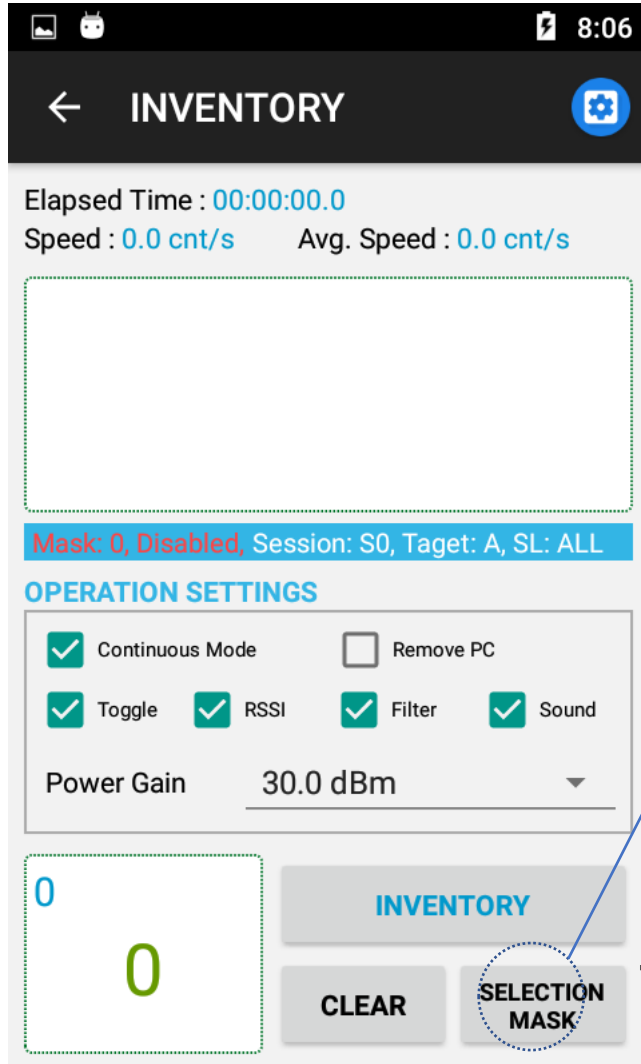 8:06
INVENTORY
Elapsed Time : 00:00:00.0
Speed : 0.0 cnt/s Avg. Speed : 0.0 cnt/s
Mask: 0, Disabled, Session: S0, Taget: A, SL: ALL
OPERATION SETTINGS
Continuous Mode Remove PC
Toggle RSSI Filter Sound
Power Gain 30.0 dBm
0
0
INVENTORY
CLEAR
SELECTION
MASK